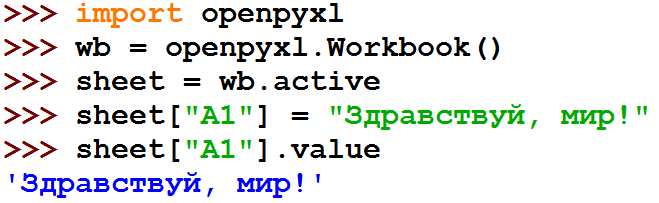 >>> import openpyxl
>>> wb = openpyxl.Workbook()
>>> sheet = wb.active
>>> sheet["A1"] = "Здравствуй, мир!"
>>> sheet["A1"].value
'Здравствуй, мир!'